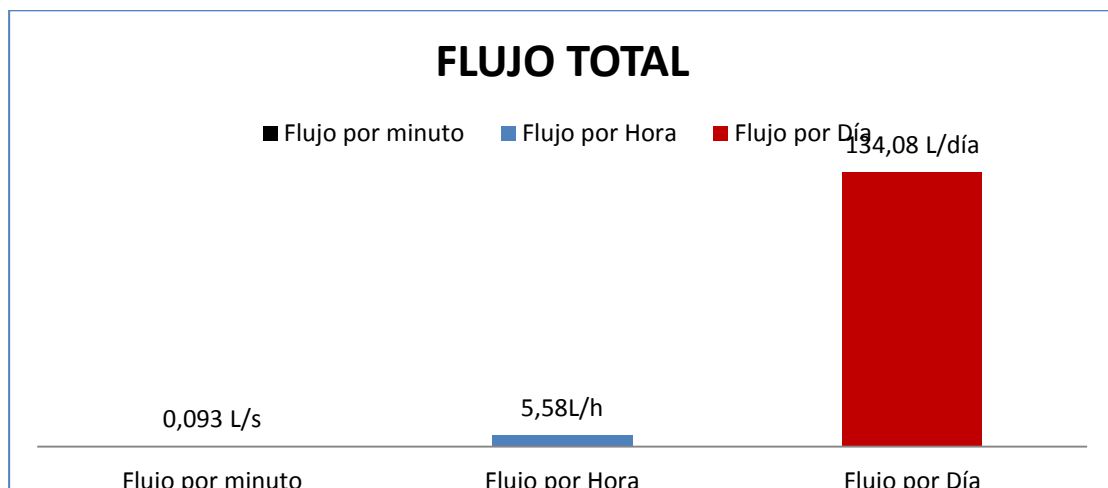 FLUJO TOTAL
Flujo por minuto Flujo por Hora Flujo por Día
134,08 L/día
5,58L/h
0,093 L/s
Flujo por minuto Flujo por Hora Flujo por Día